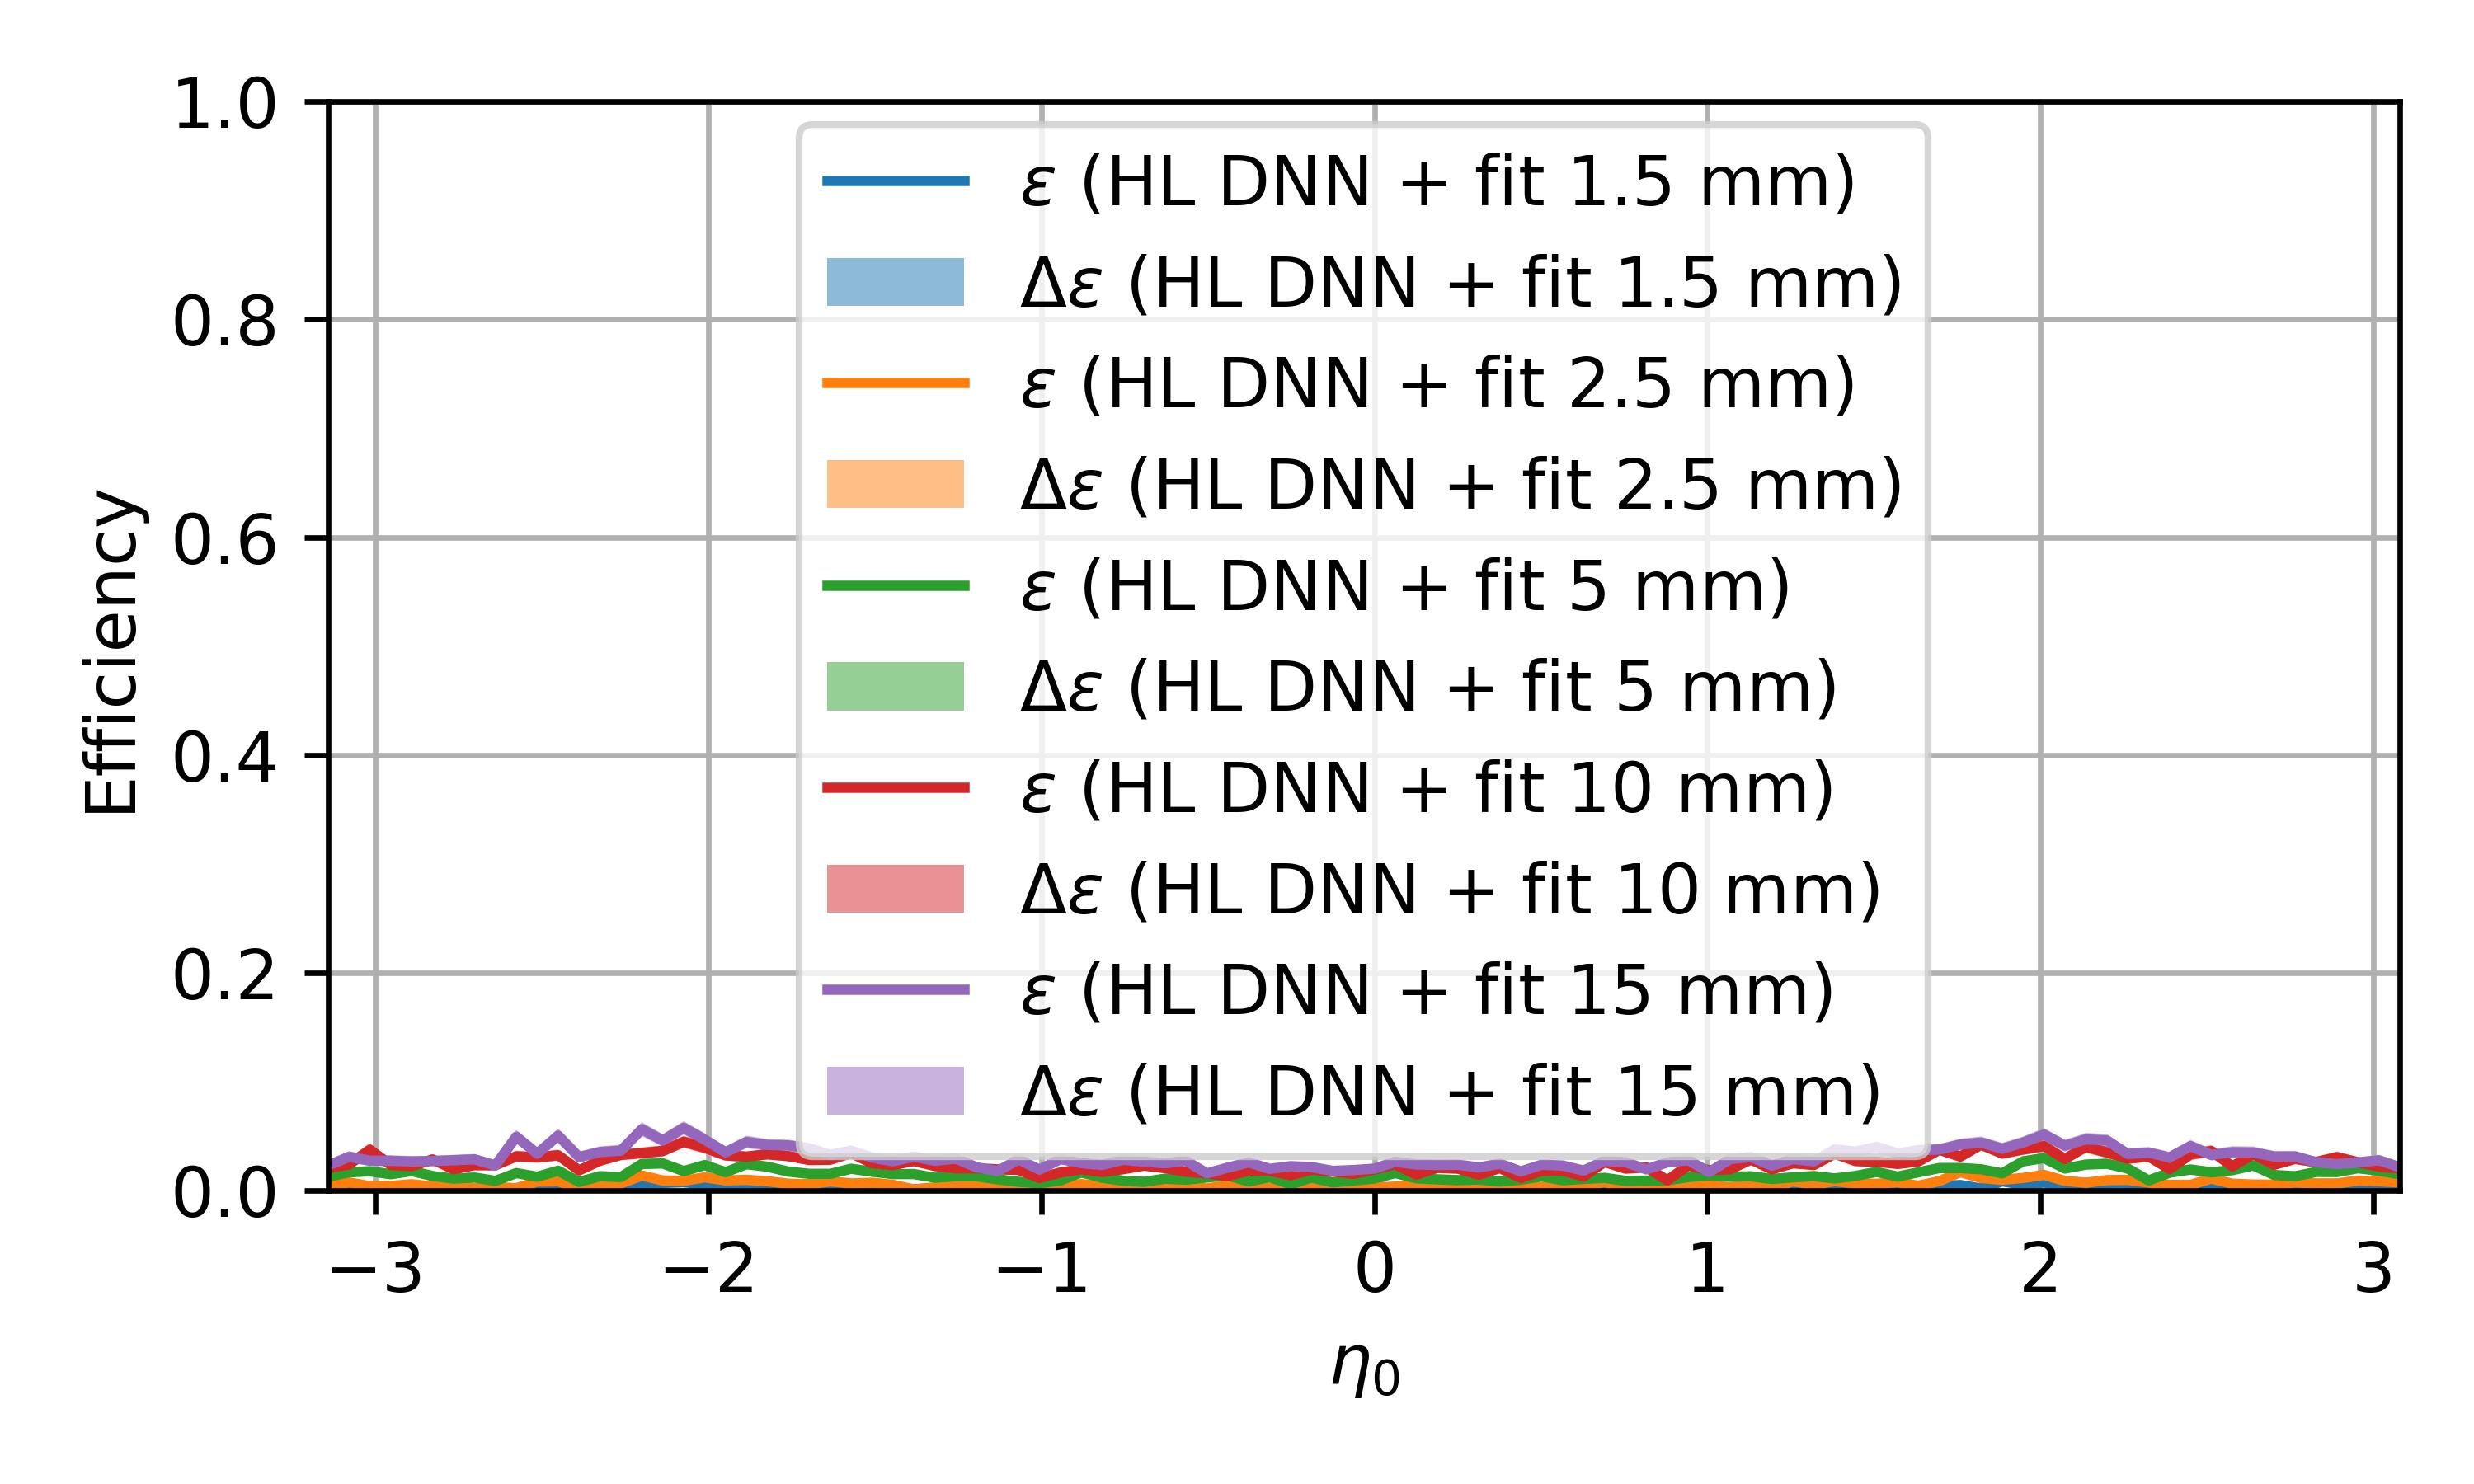 1.0
0.8
0.6
0.4
0.2
0.0
Efficiency
ε (HL DNN + fit 1.5 mm)
Δε (HL DNN + fit 1.5 mm)
ε (HL DNN + fit 2.5 mm)
Δε (HL DNN + fit 2.5 mm)
ε (HL DNN + fit 5 mm)
Δε (HL DNN + fit 5 mm)
ε (HL DNN + fit 10 mm)
Δε (HL DNN + fit 10 mm)
ε (HL DNN + fit 15 mm)
Δε (HL DNN + fit 15 mm)
−3 −2 −1 0 1 2 3
η₀